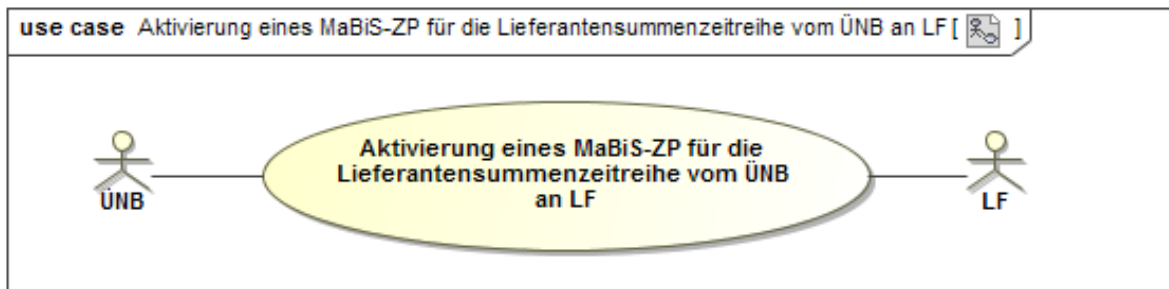 use case Aktivierung eines MaBiS-ZP für die Lieferantensummenzeitreihe vom ÜNB an LF [ ]
Aktivierung eines MaBiS-ZP für die
Lieferantensummenzeitreihe vom ÜNB
an LF
ÜNB
LF